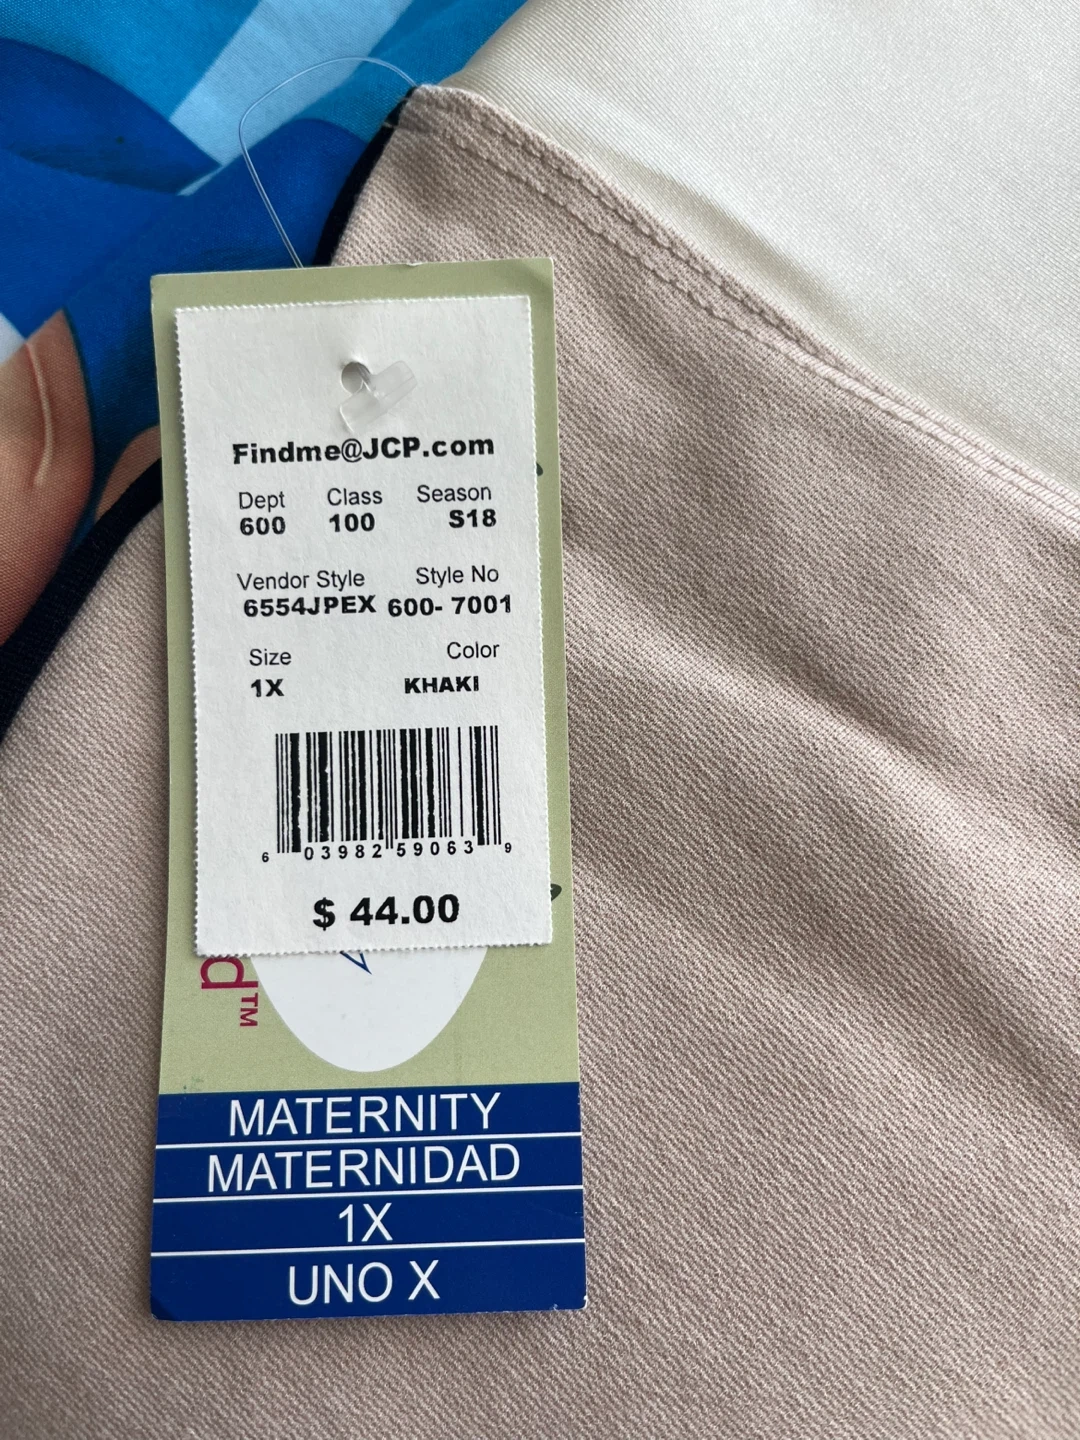 Findme@JCP.com
Dept Class Season
600 100 S18
Vendor Style Style No
6554JPEX 600- 7001
Size Color
1X KHAKI
6 03982 59063 9
$ 44.00
d™
MATERNITY
MATERNIDAD
1X
UNO X